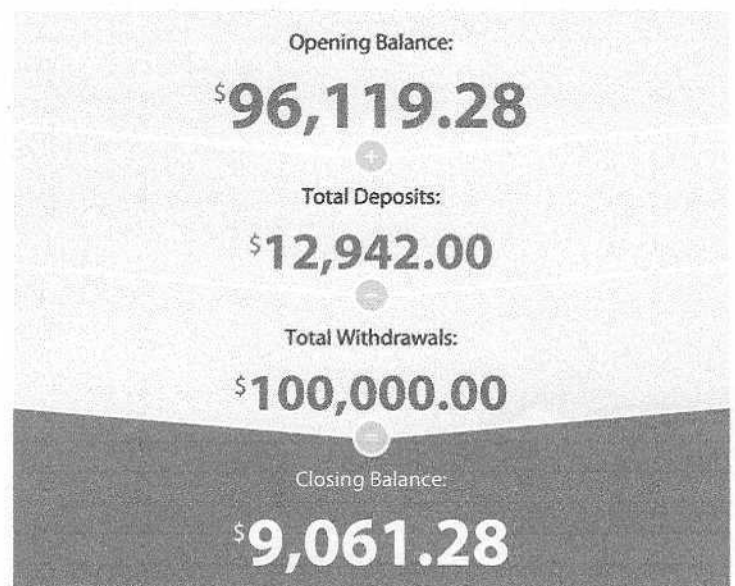 Opening Balance:
$96,119.28
+
Total Deposits:
$12,942.00
−
Total Withdrawals:
$100,000.00
=
Closing Balance:
$9,061.28